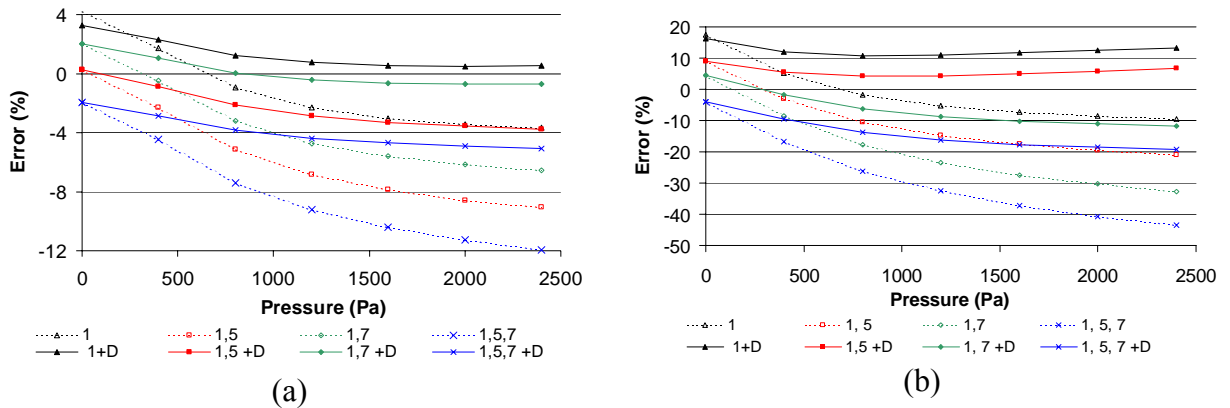 4
0
-4
-8
-12
Error (%)
0 500 1000 1500 2000 2500
Pressure (Pa)
1 1,5 1,7 1,5,7
1+D 1,5 +D 1,7 +D 1,5,7 +D
(a)
20
10
0
-10
-20
-30
-40
-50
Error (%)
0 500 1000 1500 2000 2500
Pressure (Pa)
1 1, 5 1,7 1, 5, 7
1+D 1,5 +D 1, 7 +D 1, 5, 7 +D
(b)